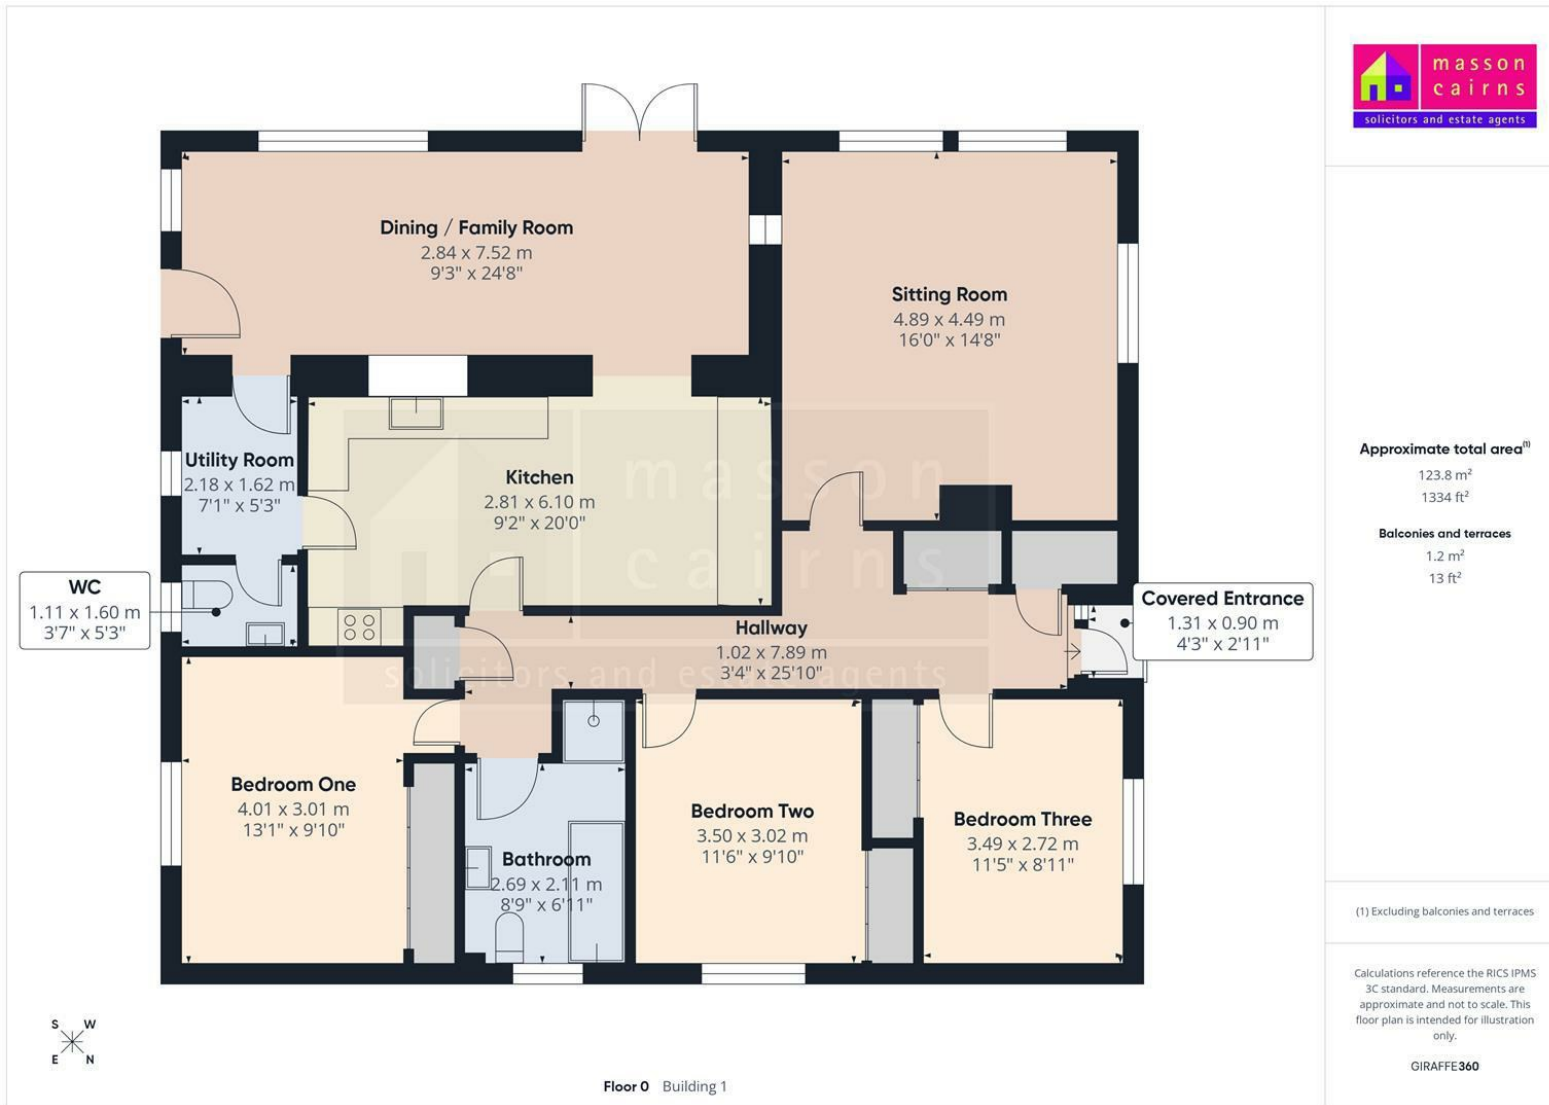 masson
cairns
solicitors and estate agents
Dining / Family Room
2.84 x 7.52 m
9'3" x 24'8"
Sitting Room
4.89 x 4.49 m
16'0" x 14'8"
Utility Room
2.18 x 1.62 m
7'1" x 5'3"
Kitchen
2.81 x 6.10 m
9'2" x 20'0"
masson
cairns
solicitors and estate agents
WC
1.11 x 1.60 m
3'7" x 5'3"
Hallway
1.02 x 7.89 m
3'4" x 25'10"
Covered Entrance
1.31 x 0.90 m
4'3" x 2'11"
Bedroom One
4.01 x 3.01 m
13'1" x 9'10"
Bathroom
2.69 x 2.11 m
8'9" x 6'11"
Bedroom Two
3.50 x 3.02 m
11'6" x 9'10"
Bedroom Three
3.49 x 2.72 m
11'5" x 8'11"
S W
E N
Floor 0 Building 1
Approximate total area(1)
123.8 m²
1334 ft²
Balconies and terraces
1.2 m²
13 ft²
(1) Excluding balconies and terraces
Calculations reference the RICS IPMS
3C standard. Measurements are
approximate and not to scale. This
floor plan is intended for illustration
only.
GIRAFFE360